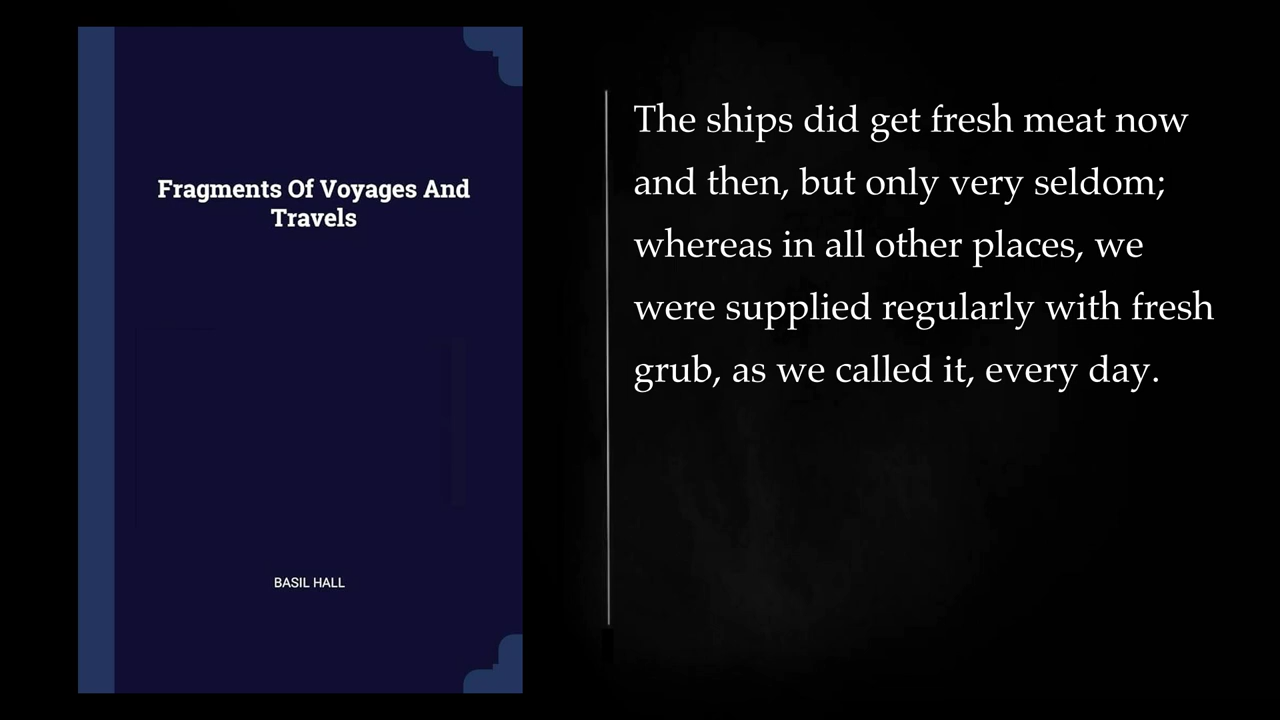 Fragments Of Voyages And
Travels
BASIL HALL
The ships did get fresh meat now
and then, but only very seldom;
whereas in all other places, we
were supplied regularly with fresh
grub, as we called it, every day.